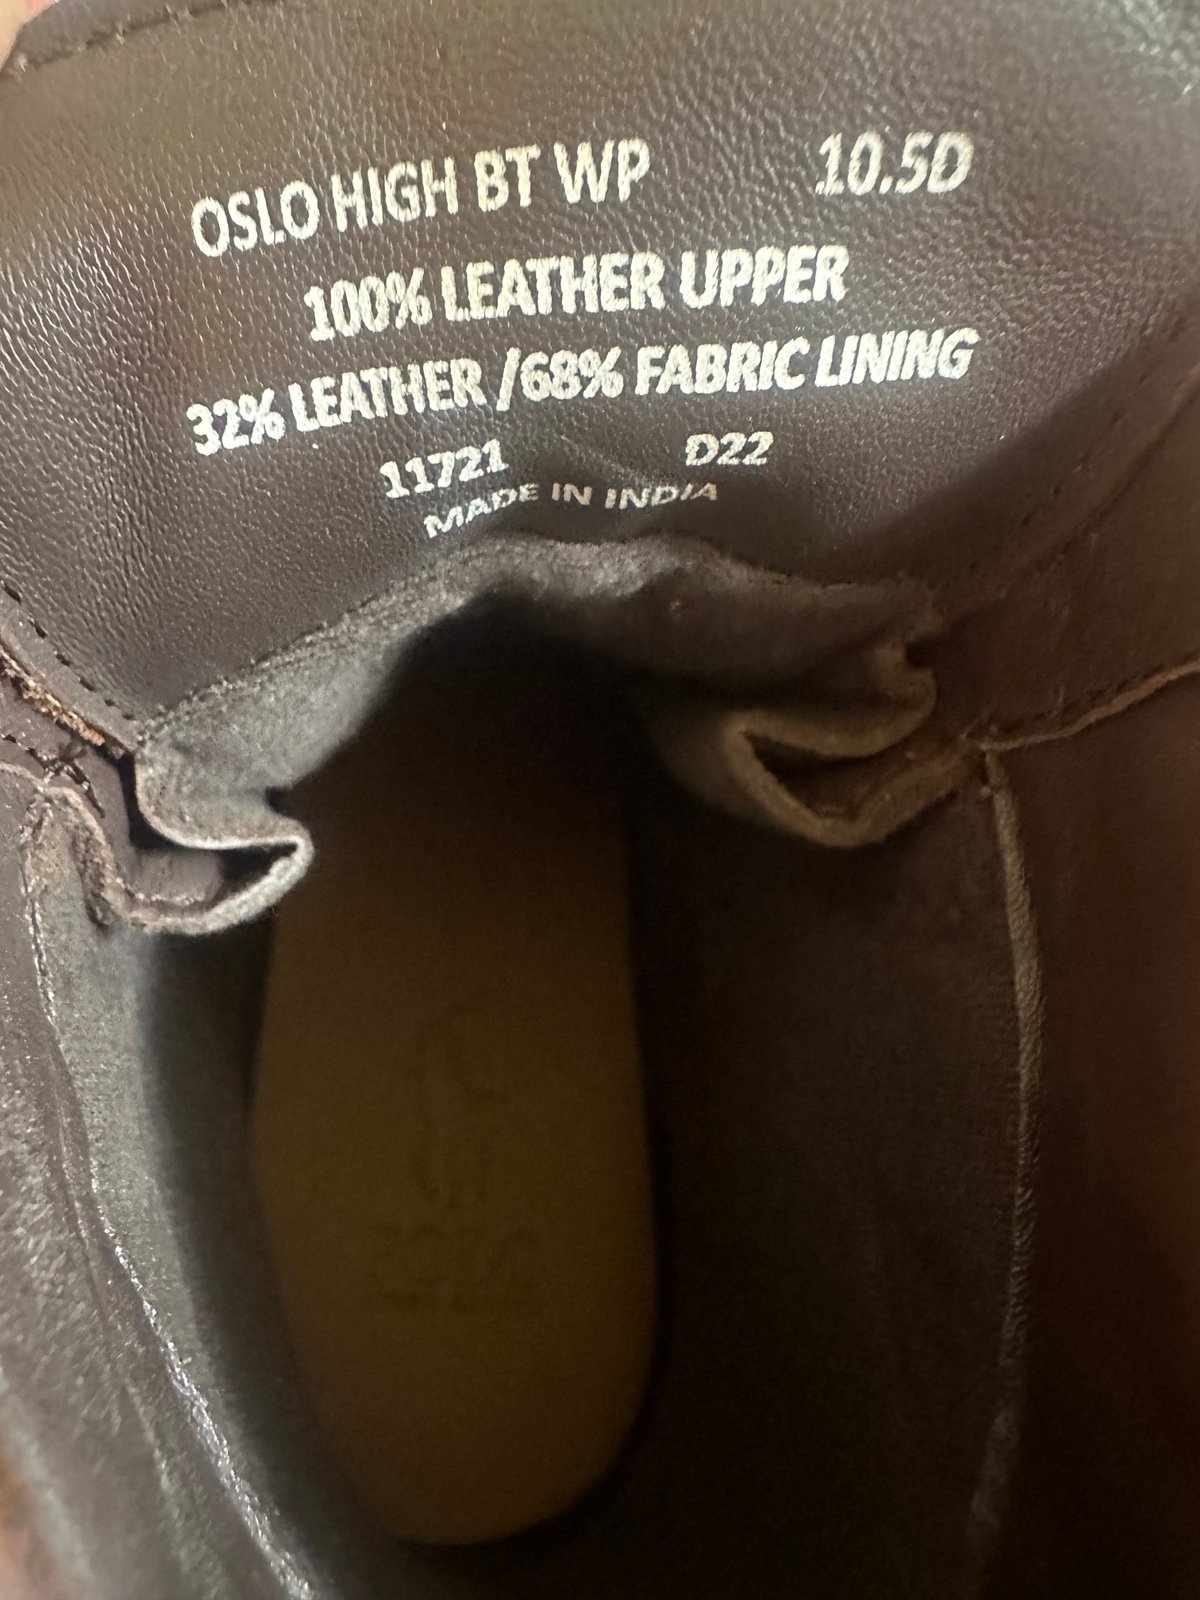 OSLO HIGH BT WP 10.5D
100% LEATHER UPPER
32% LEATHER /68% FABRIC LINING
11721 D22
MADE IN INDIA